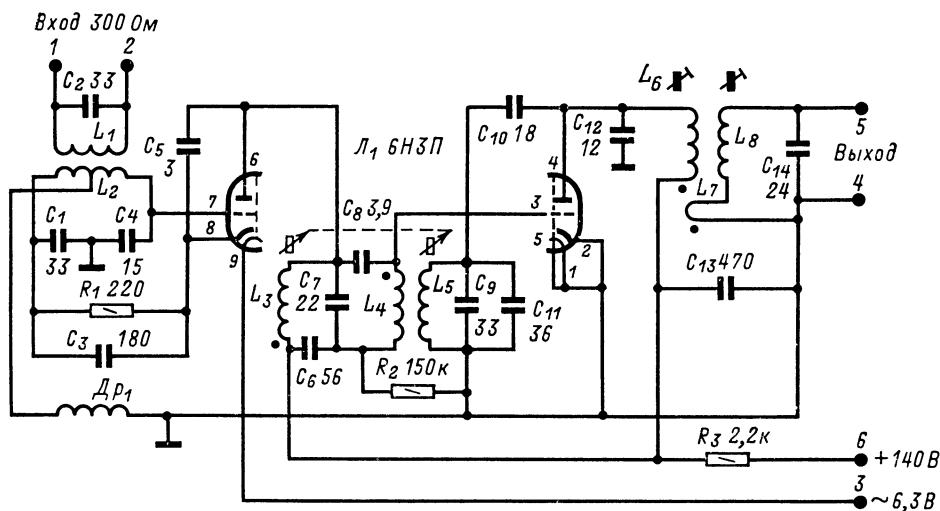 Вход 300 Ом
1 2
C2 33
L1
C5
3
L2
C1
33
C4
15
R1 220
C3 180
Др1
6
7
8
9
Л1 6Н3П
C8 3,9
L3
C7
22
L4
C6 56
R2 150к
L5
C9
33
C11
36
C10 18
4
3
5
2
1
C12
12
L6
L8
L7
C14
24
5
Выход
4
C13 470
R3 2,2к
6
+140В
3
~6,3В